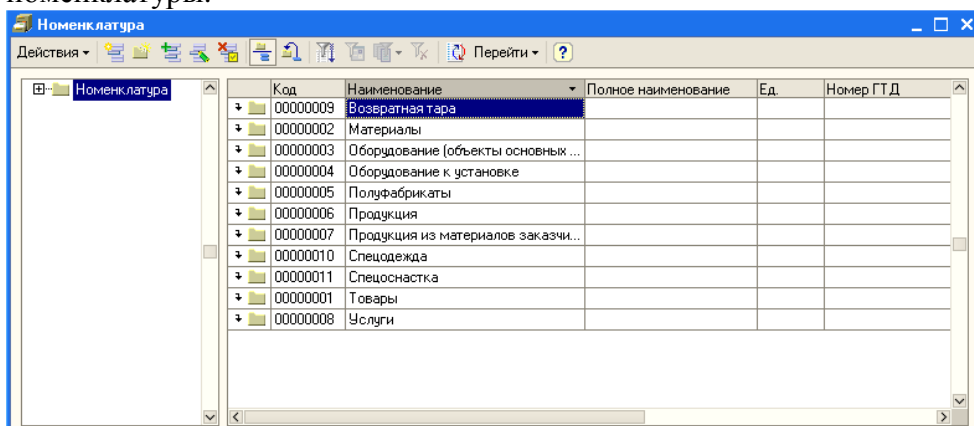 номенклатуры.
Номенклатура
Действия Перейти ?
Номенклатура
Код Наименование Полное наименование Ед. Номер ГТД
00000009 Возвратная тара
00000002 Материалы
00000003 Оборудование (объекты основных ...
00000004 Оборудование к установке
00000005 Полуфабрикаты
00000006 Продукция
00000007 Продукция из материалов заказчи...
00000010 Спецодежда
00000011 Спецоснастка
00000001 Товары
00000008 Услуги